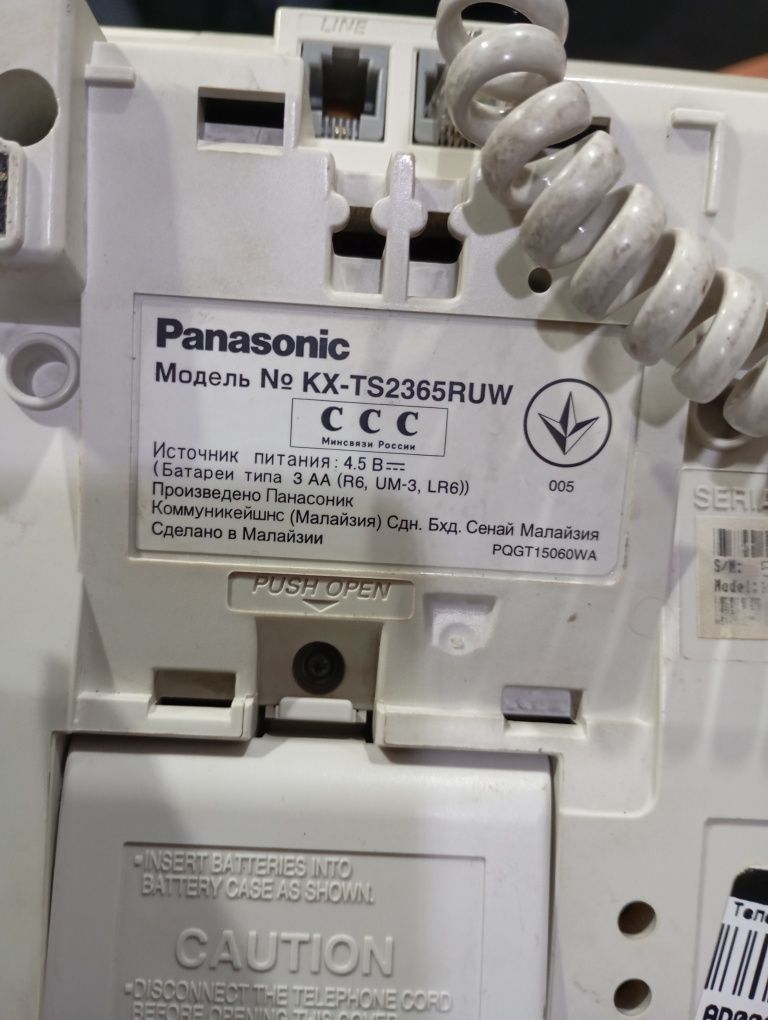 LINE
Panasonic
Модель № KX-TS2365RUW
ССС
Минсвязи России
Источник питания: 4.5 В
(Батареи типа 3 AA (R6, UM-3, LR6))
Произведено Панасоник
Коммуникейшнс (Малайзия) Сдн. Бхд. Сенай Малайзия
Сделано в Малайзии
PQGT15060WA
005
S/N:
Model:
PUSH OPEN
•INSERT BATTERIES INTO
BATTERY CASE AS SHOWN.
CAUTION
•DISCONNECT THE TELEPHONE CORD
BEFORE OPENING THIS COVER